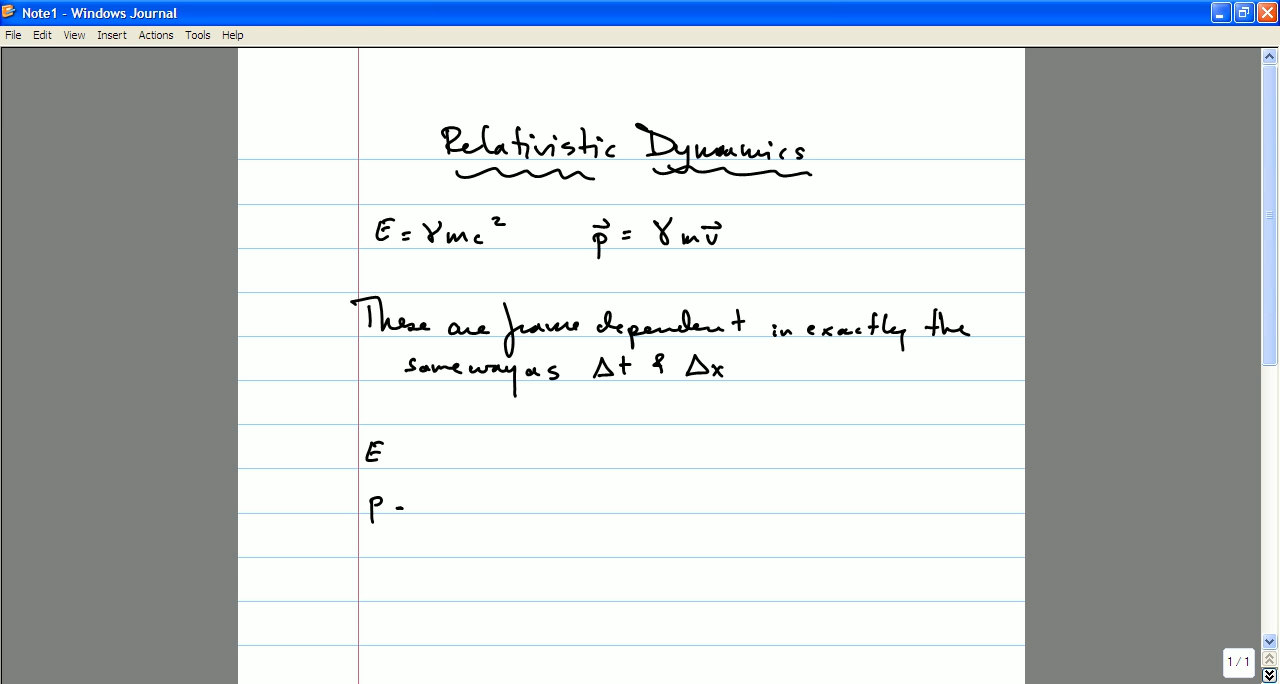 Note1 - Windows Journal
File Edit View Insert Actions Tools Help
Relativistic Dynamics
E = γmc² p⃗ = γmv⃗
These are frame dependent in exactly the
same way as Δt & Δx
E
P -
1 / 1